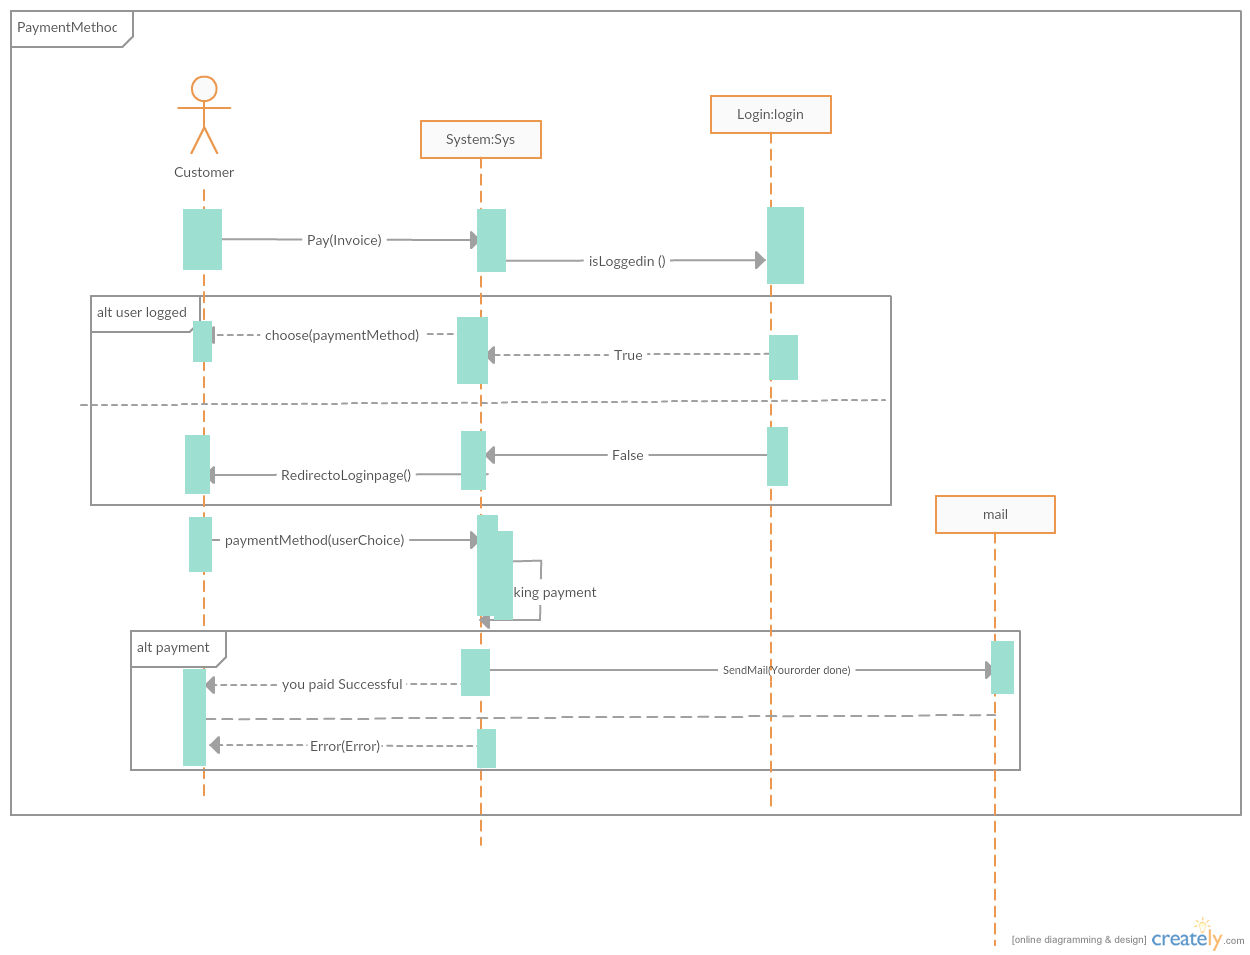 PaymentMethod
Customer
System:Sys
Login:login
Pay(Invoice)
isLoggedin ()
alt user logged
choose(paymentMethod)
True
False
RedirectoLoginpage()
mail
paymentMethod(userChoice)
king payment
alt payment
SendMail(Yourorder done)
you paid Successful
Error(Error)
[online diagramming & design] creately.com